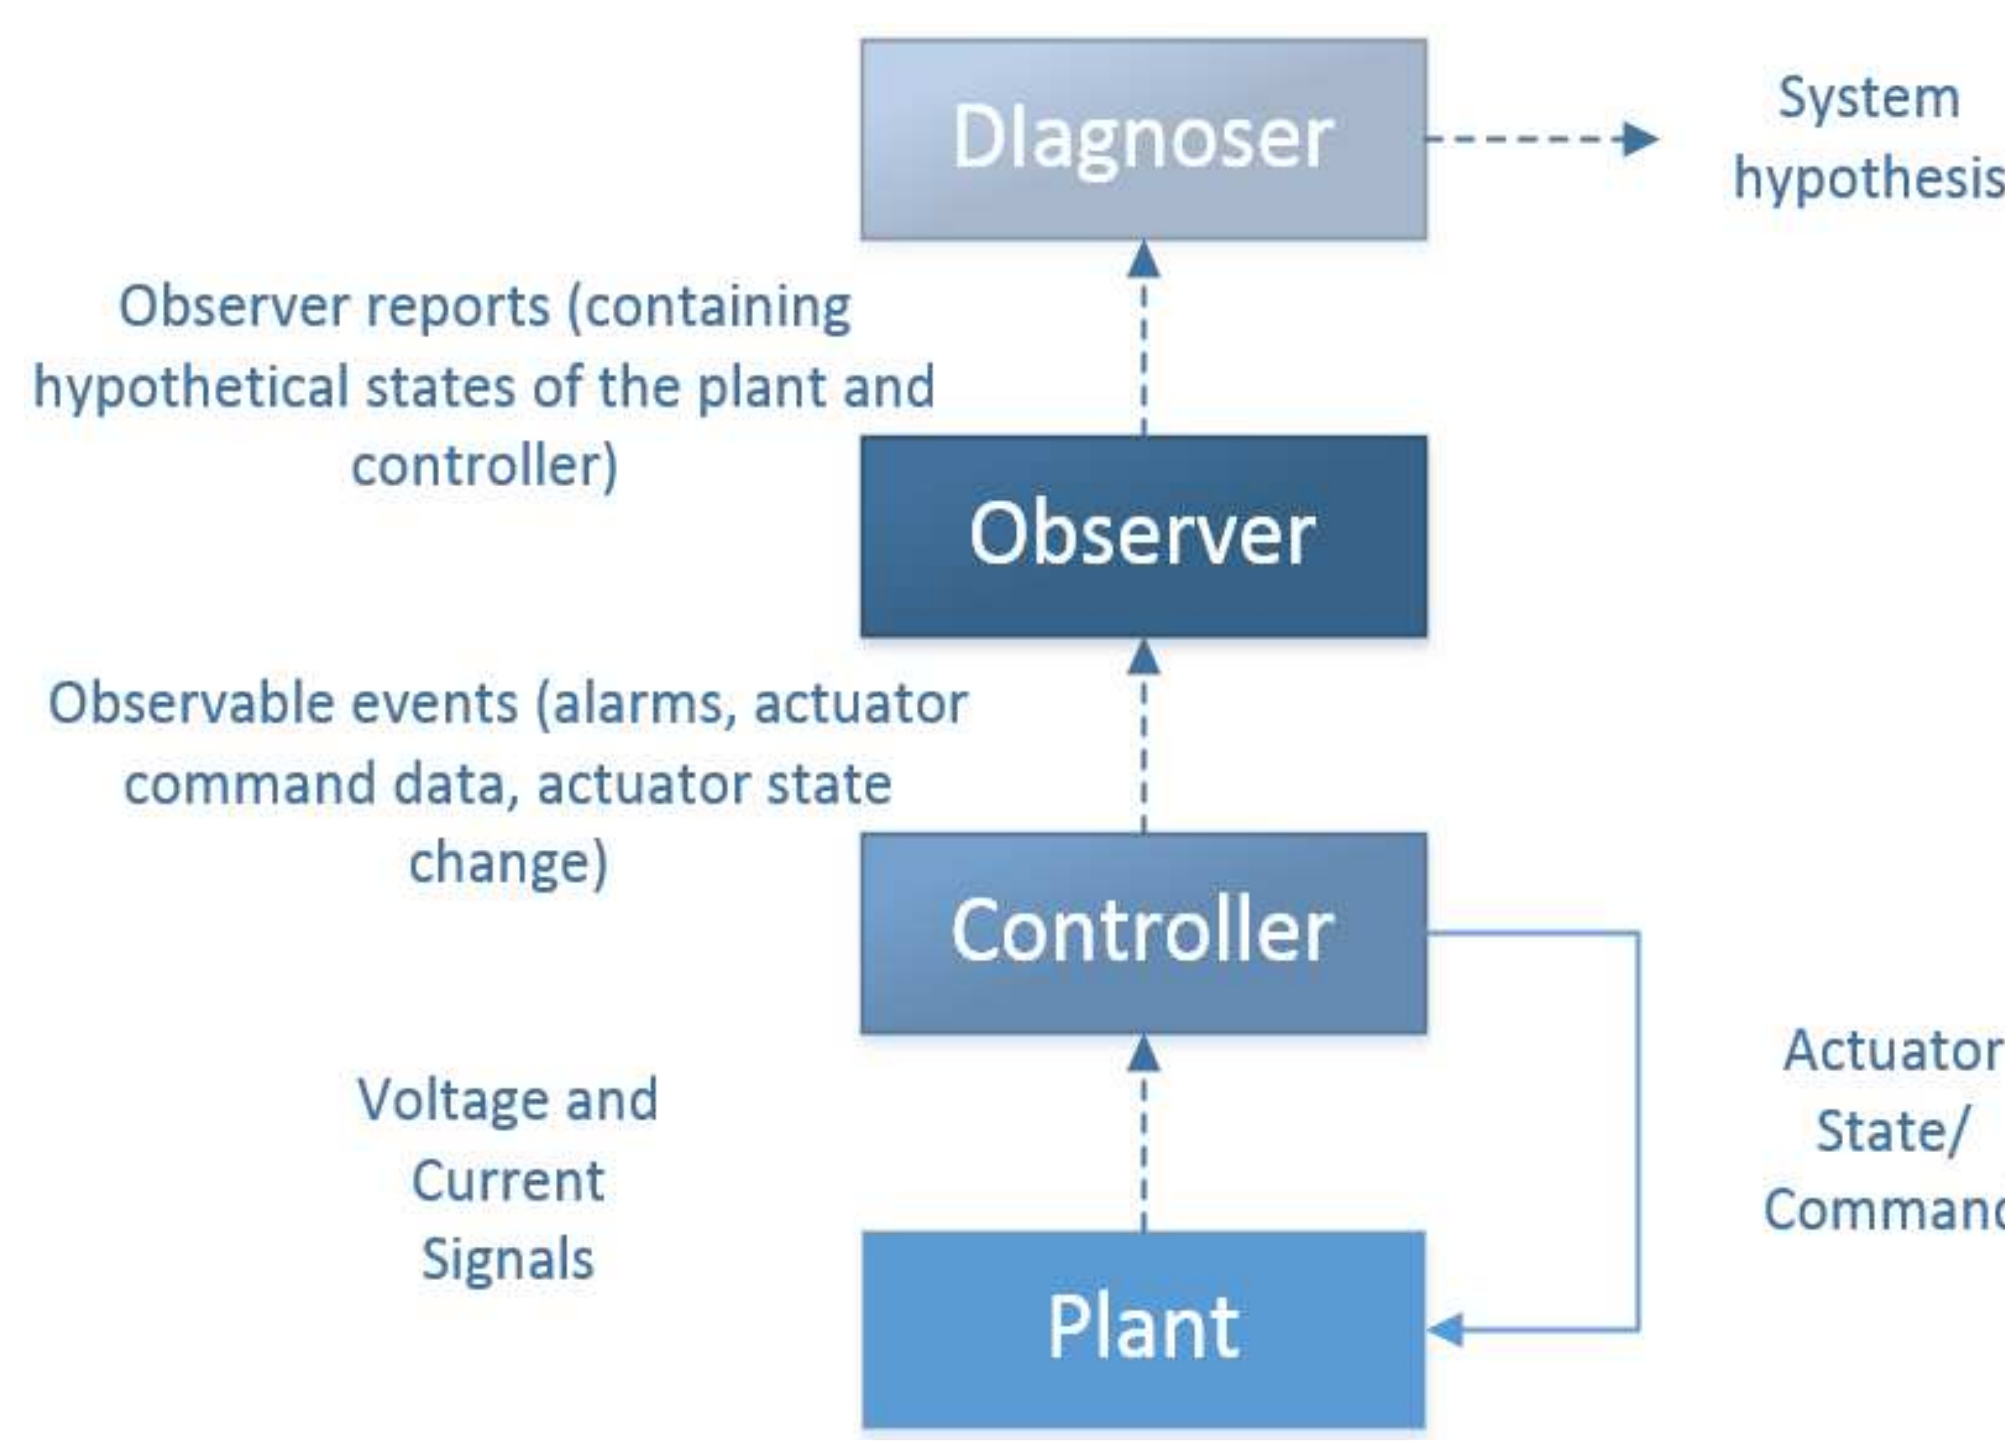 DIagnoser
System
hypothesis
Observer reports (containing
hypothetical states of the plant and
controller)
Observer
Observable events (alarms, actuator
command data, actuator state
change)
Controller
Voltage and
Current
Signals
Actuator
State/
Command
Plant